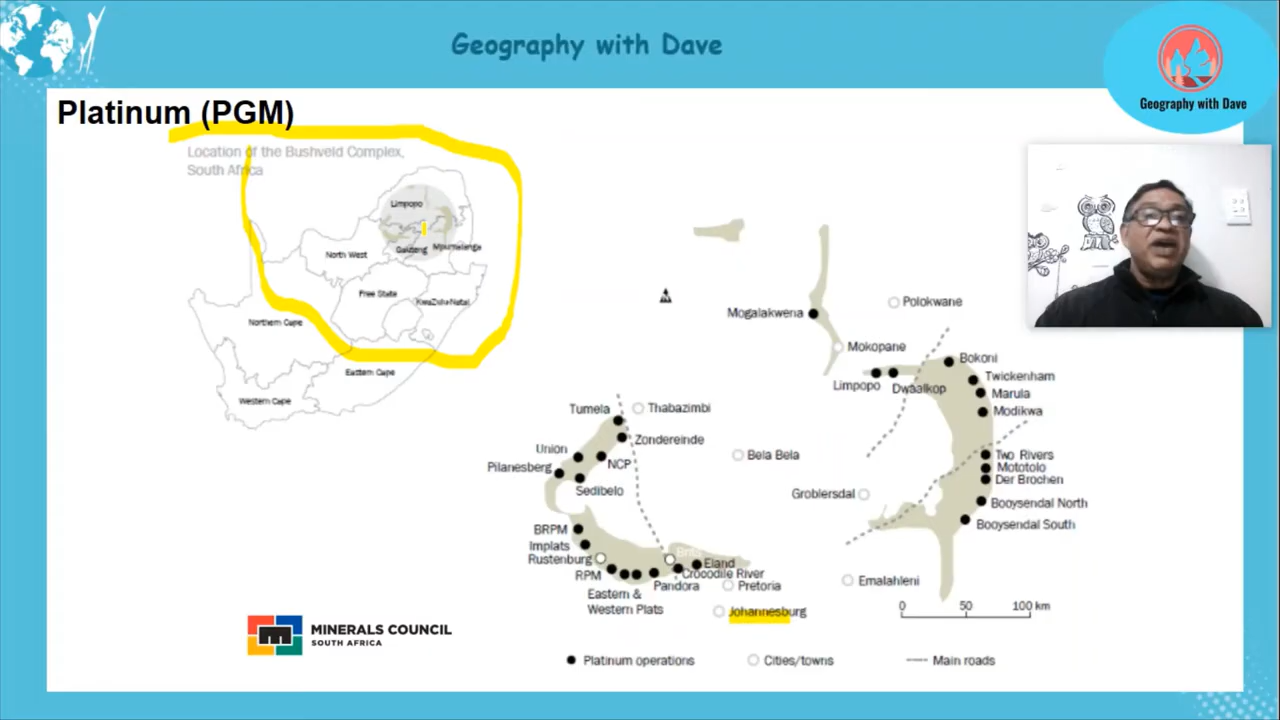 Geography with Dave
Geography with Dave
Platinum (PGM)
Location of the Bushveld Complex,
South Africa
Limpopo
North West
Gauteng
Mpumalanga
Free State
KwaZulu-Natal
Northern Cape
Eastern Cape
Western Cape
Mogalakwena
Polokwane
Mokopane
Bokoni
Limpopo
Dwaalkop
Twickenham
Marula
Modikwa
Tumela
Thabazimbi
Zondereinde
Union
NCP
Bela Bela
Two Rivers
Pilanesberg
Mototolo
Der Brochen
Sedibelo
Groblersdal
Booysendal North
Booysendal South
BRPM
Implats
Rustenburg
Eland
RPM
Crocodile River
Pandora
Pretoria
Emalahleni
Eastern &
Western Plats
Johannesburg
0 50 100 km
MINERALS COUNCIL
SOUTH AFRICA
Platinum operations
Cities/towns
Main roads